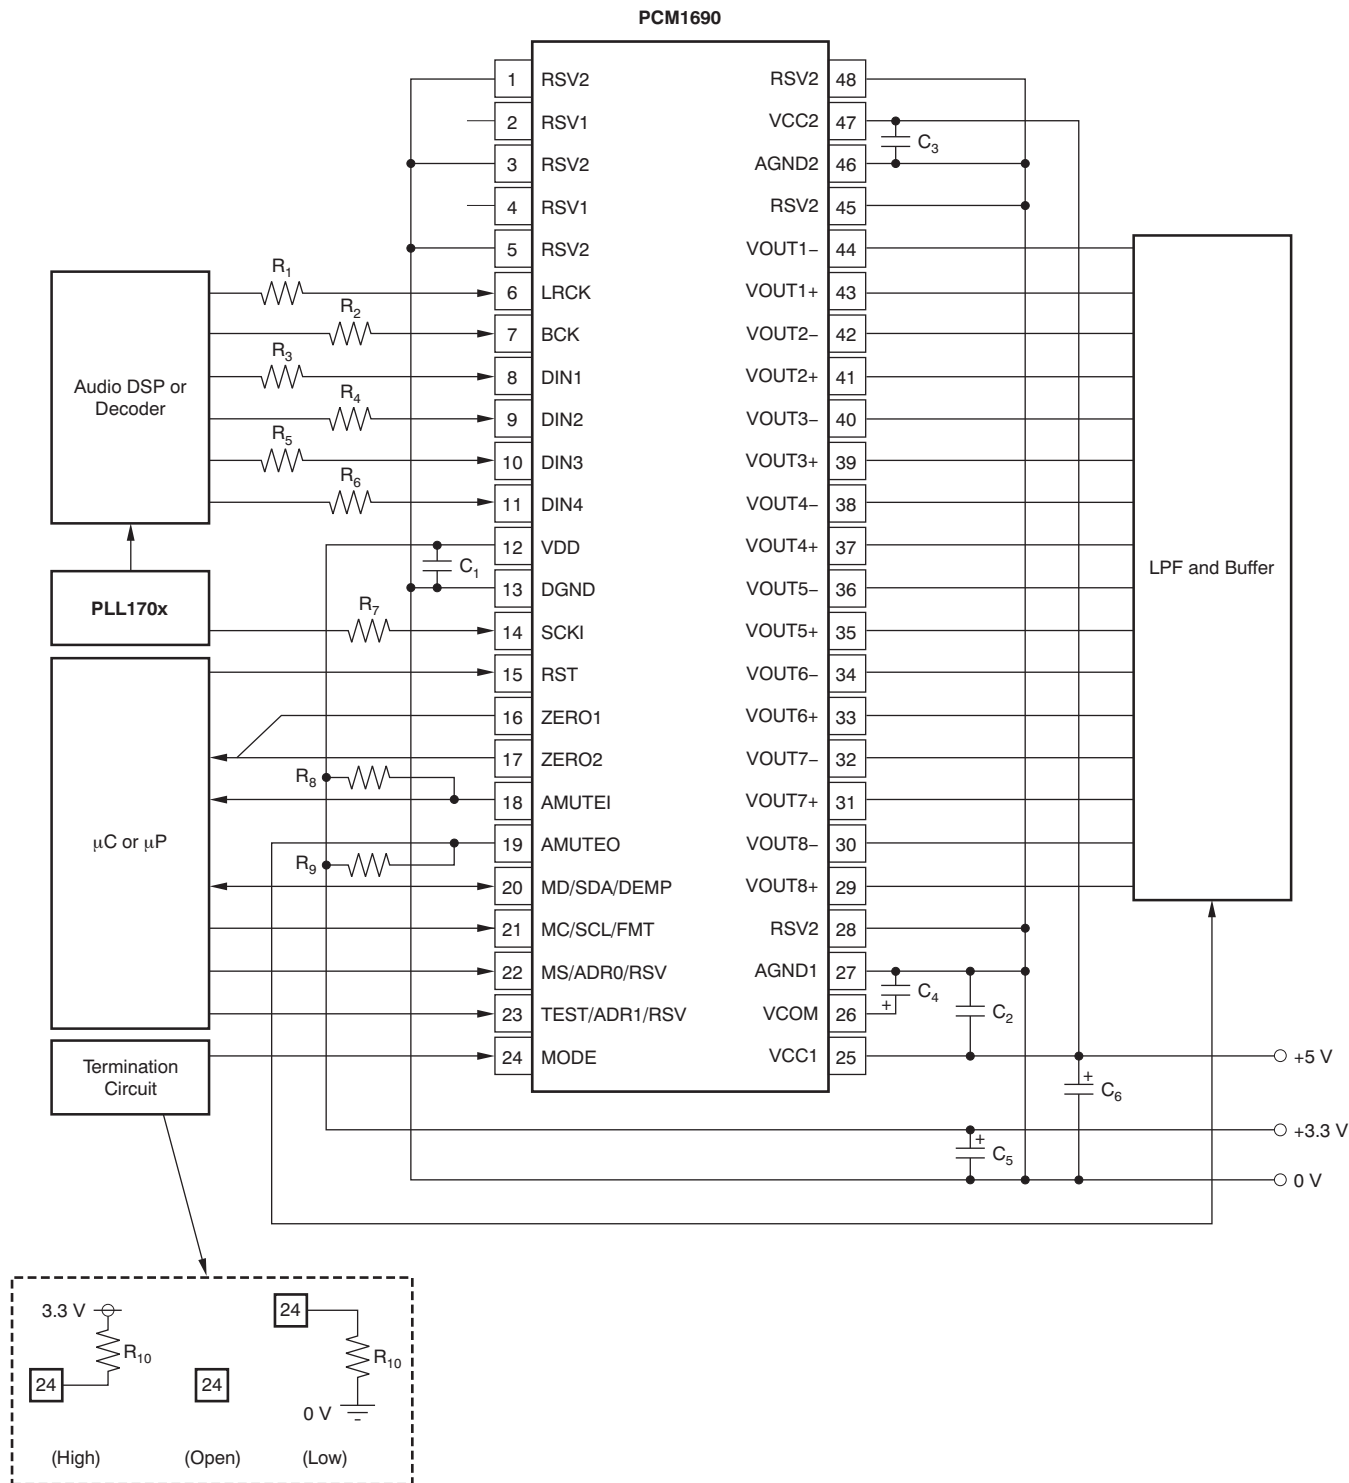 PCM1690
1 RSV2
2 RSV1
3 RSV2
4 RSV1
5 RSV2
6 LRCK
7 BCK
8 DIN1
9 DIN2
10 DIN3
11 DIN4
12 VDD
13 DGND
14 SCKI
15 RST
16 ZERO1
17 ZERO2
18 AMUTEI
19 AMUTEO
20 MD/SDA/DEMP
21 MC/SCL/FMT
22 MS/ADR0/RSV
23 TEST/ADR1/RSV
24 MODE
RSV2 48
VCC2 47
AGND2 46
RSV2 45
VOUT1− 44
VOUT1+ 43
VOUT2− 42
VOUT2+ 41
VOUT3− 40
VOUT3+ 39
VOUT4− 38
VOUT4+ 37
VOUT5− 36
VOUT5+ 35
VOUT6− 34
VOUT6+ 33
VOUT7− 32
VOUT7+ 31
VOUT8− 30
VOUT8+ 29
RSV2 28
AGND1 27
VCOM 26
VCC1 25
Audio DSP or
Decoder
PLL170x
µC or µP
Termination
Circuit
R1
R2
R3
R4
R5
R6
C1
R7
R8
R9
C3
LPF and Buffer
C4
+
C2
+5 V
+
C6
+3.3 V
+
C5
0 V
3.3 V
R10
24
(High)
24
(Open)
24
R10
0 V
(Low)